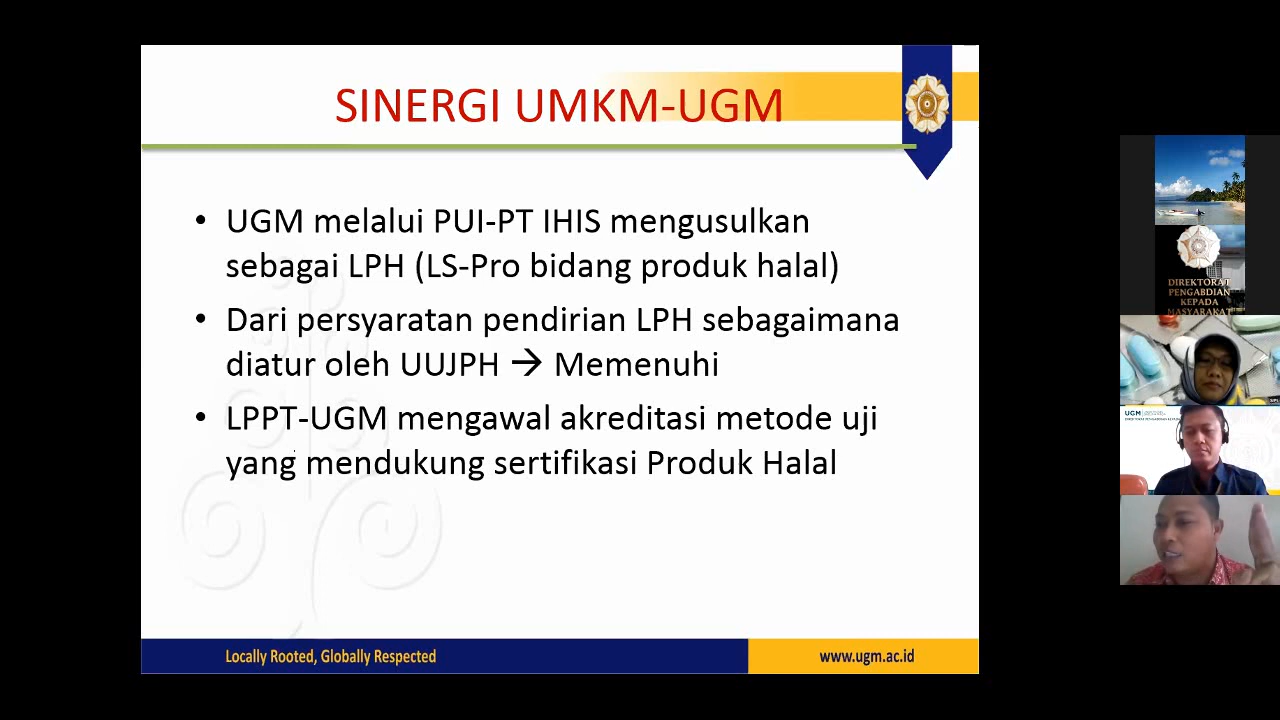 SINERGI UMKM-UGM
• UGM melalui PUI-PT IHIS mengusulkan
sebagai LPH (LS-Pro bidang produk halal)
• Dari persyaratan pendirian LPH sebagaimana
diatur oleh UUJPH → Memenuhi
• LPPT-UGM mengawal akreditasi metode uji
yang mendukung sertifikasi Produk Halal
Locally Rooted, Globally Respected
www.ugm.ac.id
DIREKTORAT
PENGABDIAN
KEPADA
MASYARAKAT
UGM